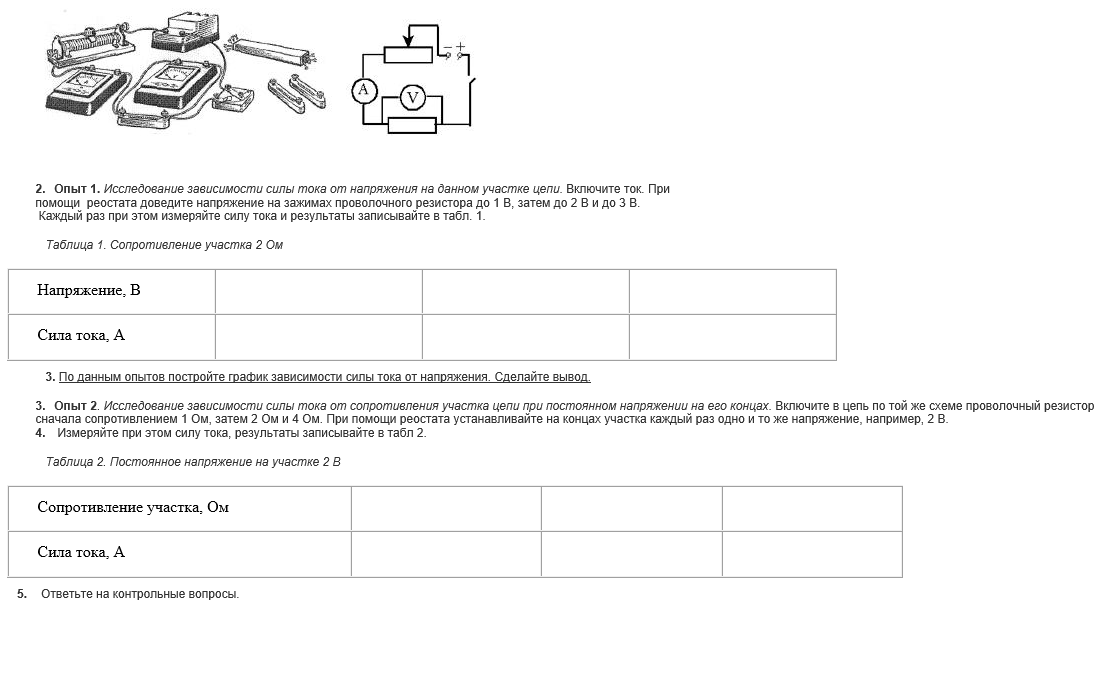 − +
A
V
2. Опыт 1. Исследование зависимости силы тока от напряжения на данном участке цепи. Включите ток. При
помощи реостата доведите напряжение на зажимах проволочного резистора до 1 В, затем до 2 В и до 3 В.
Каждый раз при этом измеряйте силу тока и результаты записывайте в табл. 1.
Таблица 1. Сопротивление участка 2 Ом
Напряжение, В
Сила тока, А
3. По данным опытов постройте график зависимости силы тока от напряжения. Сделайте вывод.
3. Опыт 2. Исследование зависимости силы тока от сопротивления участка цепи при постоянном напряжении на его концах. Включите в цепь по той же схеме проволочный резистор
сначала сопротивлением 1 Ом, затем 2 Ом и 4 Ом. При помощи реостата устанавливайте на концах участка каждый раз одно и то же напряжение, например, 2 В.
4. Измеряйте при этом силу тока, результаты записывайте в табл 2.
Таблица 2. Постоянное напряжение на участке 2 В
Сопротивление участка, Ом
Сила тока, А
5. Ответьте на контрольные вопросы.